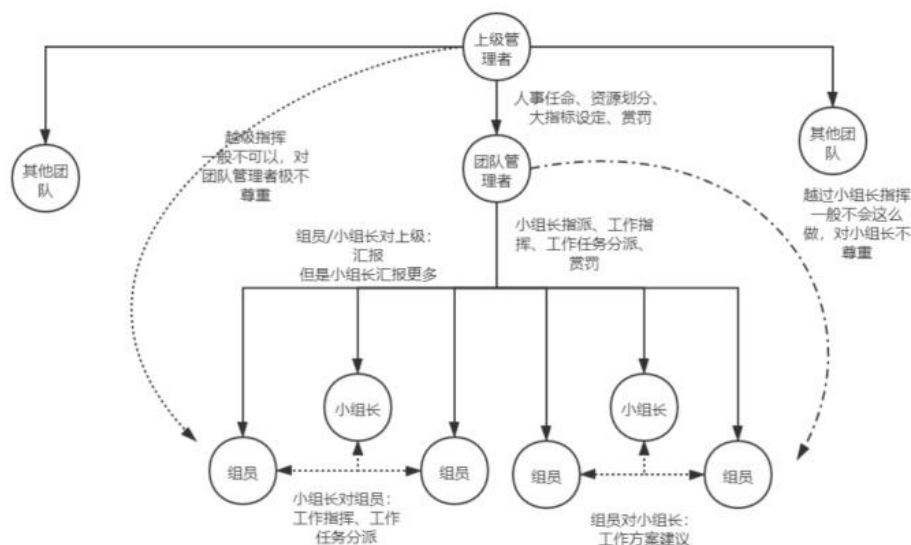 上级管
理者
人事任命、资源划分、
大指标设定、赏罚
越级指挥
一般不可以，对
团队管理者极不
尊重
其他团
队
团队管
理者
其他团
队
越过小组长指挥
一般不会这么
做，对小组长不
尊重
组员/小组长对上级：
汇报
但是小组长汇报更多
小组长指派、工作指
挥、工作任务分派、
赏罚
小组长
小组长
组员
组员
组员
组员
小组长对组员：
工作指挥、工作
任务分派
组员对小组长：
工作方案建议